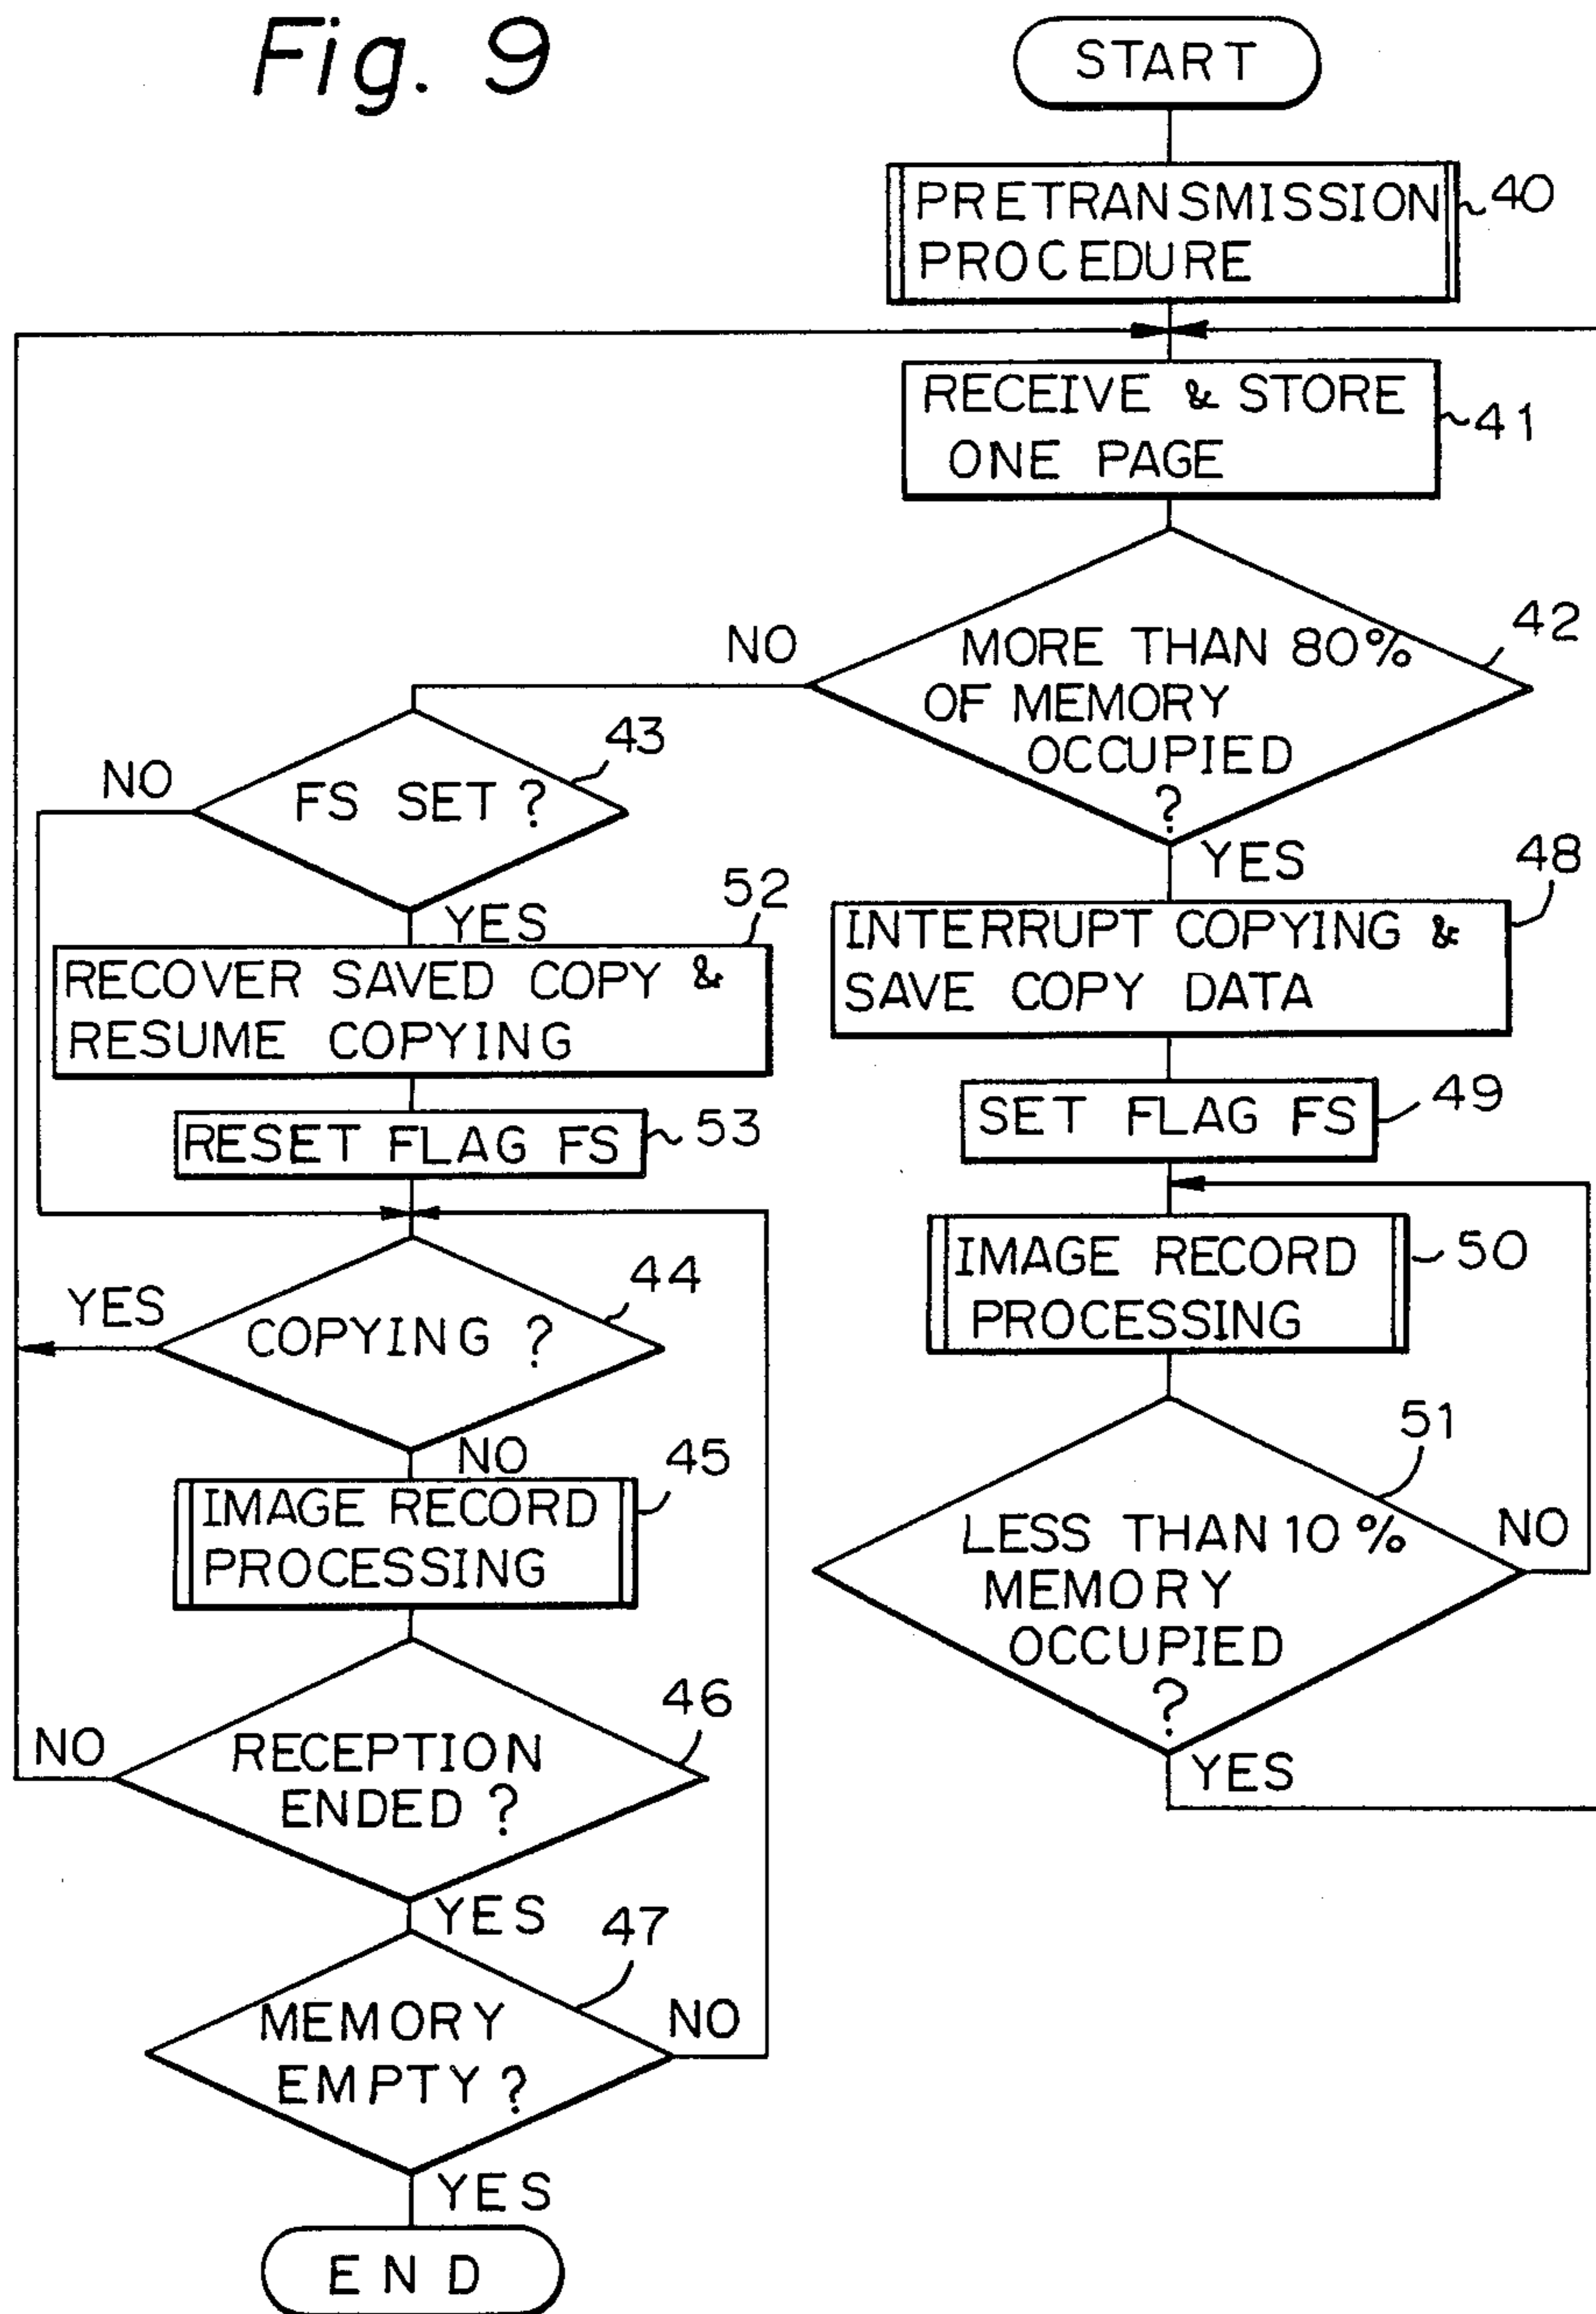 Fig. 9
START
PRETRANSMISSION
PROCEDURE
40
RECEIVE & STORE
ONE PAGE
41
MORE THAN 80%
OF MEMORY
OCCUPIED
?
42
NO
YES
FS SET ?
43
NO
YES
RECOVER SAVED COPY &
RESUME COPYING
52
RESET FLAG FS
53
COPYING ?
44
YES
NO
IMAGE RECORD
PROCESSING
45
RECEPTION
ENDED ?
46
NO
YES
MEMORY
EMPTY ?
47
NO
YES
END
INTERRUPT COPYING &
SAVE COPY DATA
48
SET FLAG FS
49
IMAGE RECORD
PROCESSING
50
LESS THAN 10%
MEMORY
OCCUPIED
?
51
NO
YES